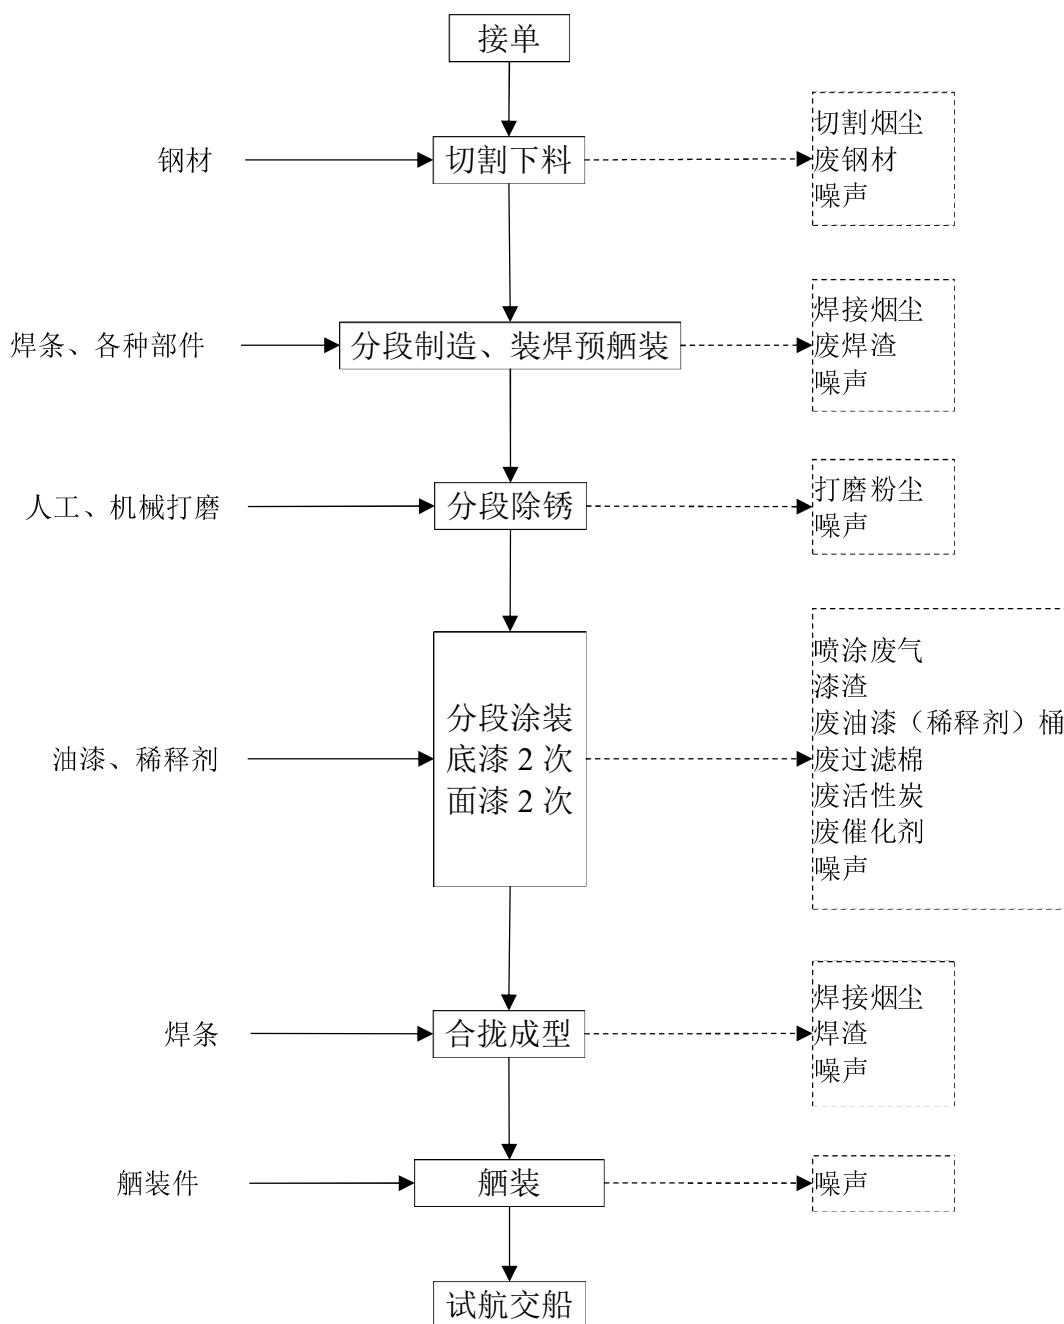 接单
钢材
切割下料
切割烟尘
废钢材
噪声
焊条、各种部件
分段制造、装焊预舾装
焊接烟尘
废焊渣
噪声
人工、机械打磨
分段除锈
打磨粉尘
噪声
油漆、稀释剂
分段涂装
底漆 2 次
面漆 2 次
喷涂废气
漆渣
废油漆（稀释剂）桶
废过滤棉
废活性炭
废催化剂
噪声
焊条
合拢成型
焊接烟尘
焊渣
噪声
舾装件
舾装
噪声
试航交船